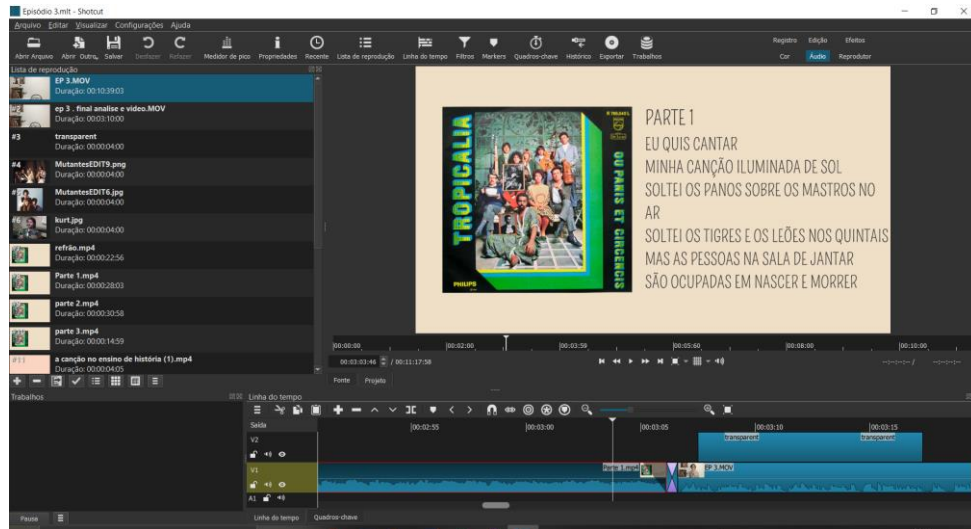 Episódio 3.mlt - Shotcut
Arquivo Editar Visualizar Configurações Ajuda
Abrir Arquivo Abrir Outro Salvar Desfazer Refazer Medidor de pico Propriedades Recente Lista de reprodução Linha do tempo Filtros Markers Quadros-chave Histórico Exportar Trabalhos
Registro Edição Efeitos
Cor Áudio Reprodutor
Lista de reprodução
#1 EP 3.MOV
Duração: 00:10:39:03
#2 ep 3 . final analise e video.MOV
Duração: 00:03:10:00
#3 transparent
Duração: 00:00:04:00
#4 MutantesEDIT9.png
Duração: 00:00:04:00
MutantesEDIT6.jpg
Duração: 00:00:04:00
#6 kurt.jpg
Duração: 00:00:04:00
refrão.mp4
Duração: 00:00:22:56
Parte 1.mp4
Duração: 00:00:28:03
parte 2.mp4
Duração: 00:00:30:58
parte 3.mp4
Duração: 00:00:14:59
#11 a canção no ensino de história (1).mp4
Duração: 00:00:04:05
TROPICALIA
OU PANIS ET CIRCENCIS
PHILIPS
PARTE 1
EU QUIS CANTAR
MINHA CANÇÃO ILUMINADA DE SOL
SOLTEI OS PANOS SOBRE OS MASTROS NO
AR
SOLTEI OS TIGRES E OS LEÕES NOS QUINTAIS
MAS AS PESSOAS NA SALA DE JANTAR
SÃO OCUPADAS EM NASCER E MORRER
00:00:00 00:02:00 00:03:59 00:05:60 00:08:00 00:10:00
00:03:03:46 / 00:11:17:58
--:--:--:-- / --:--:--:--
Fonte Projeto
Trabalhos
Linha do tempo
Saída
00:02:55 00:03:00 00:03:05 00:03:10 00:03:15
V2
transparent transparent
V1
Parte 1.mp4 EP 3.MOV
A1
Pause
Linha do tempo Quadros-chave